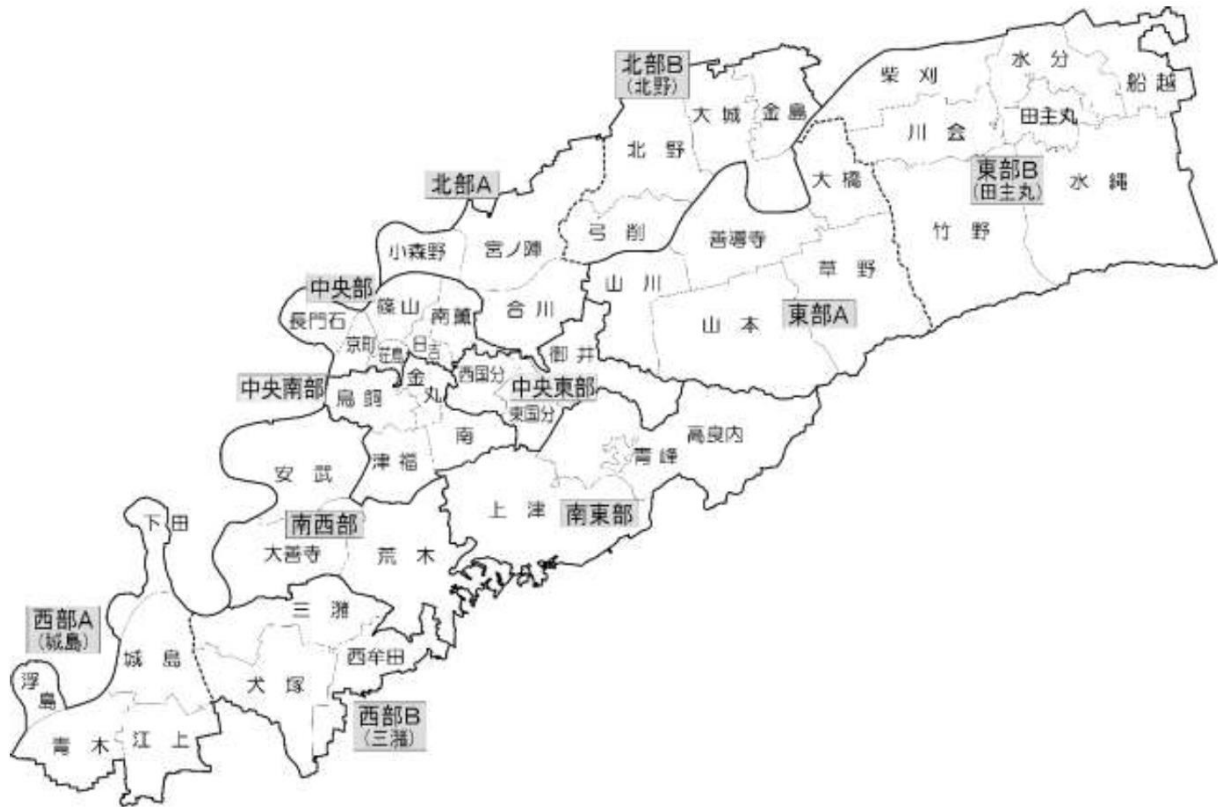 北部B
(北野)
大城
金島
北野
弓削
柴刈
水分
船越
田主丸
川会
東部B
(田主丸)
水縄
竹野
大橋
善導寺
草野
山川
山本
東部A
北部A
小森野
宮ノ陣
合川
御井
中央部
長門石
篠山
南薫
京町
荘島
日吉
中央南部
鳥飼
金丸
西国分
中央東部
東国分
南
津福
高良内
青峰
上津
南東部
安武
南西部
大善寺
荒木
下田
西部A
(城島)
城島
浮島
青木
江上
三潴
西牟田
犬塚
西部B
(三潴)